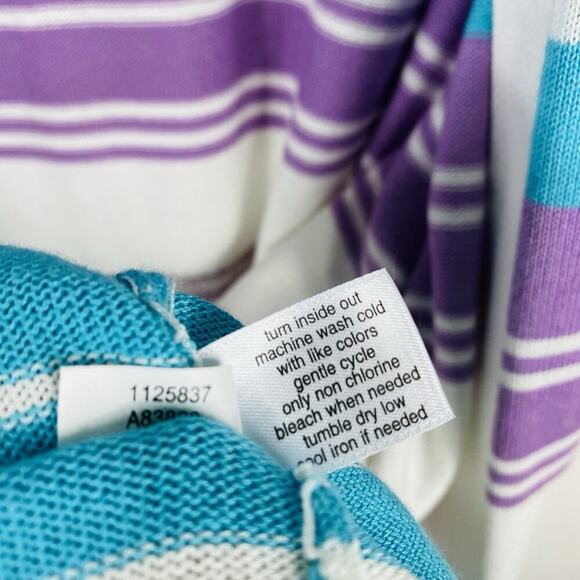 turn inside out
machine wash cold
with like colors
gentle cycle
only non chlorine
bleach when needed
tumble dry low
cool iron if needed
1125837